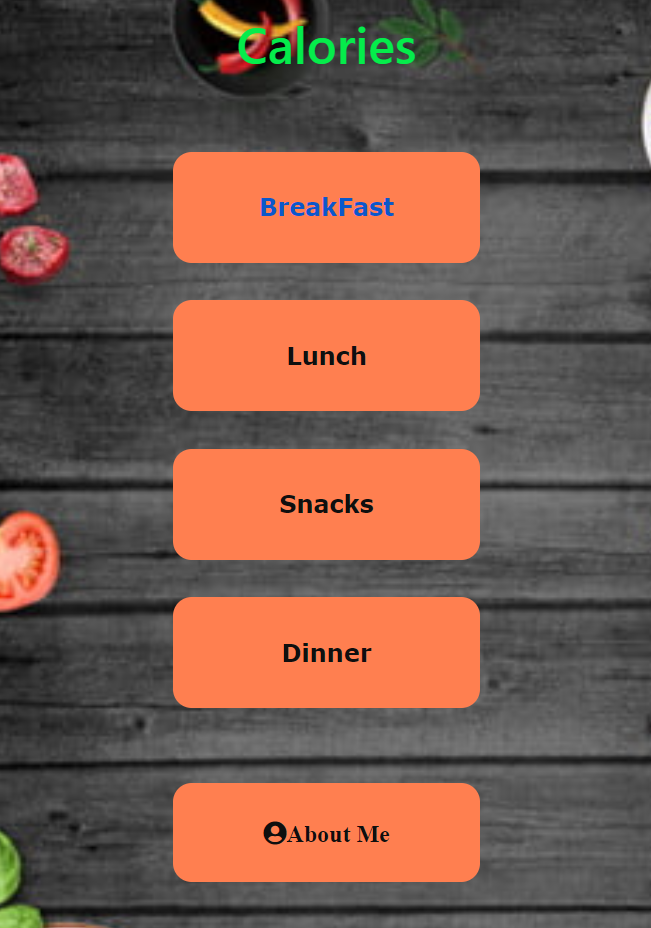 Calories
BreakFast
Lunch
Snacks
Dinner
About Me